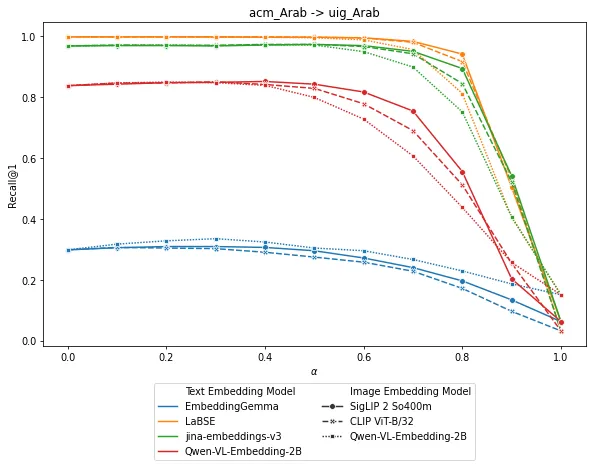 acm_Arab -> uig_Arab
Recall@1
1.0
0.8
0.6
0.4
0.2
0.0
0.0 0.2 0.4 0.6 0.8 1.0
α
Text Embedding Model
EmbeddingGemma
LaBSE
jina-embeddings-v3
Qwen-VL-Embedding-2B
Image Embedding Model
SigLIP 2 So400m
CLIP ViT-B/32
Qwen-VL-Embedding-2B